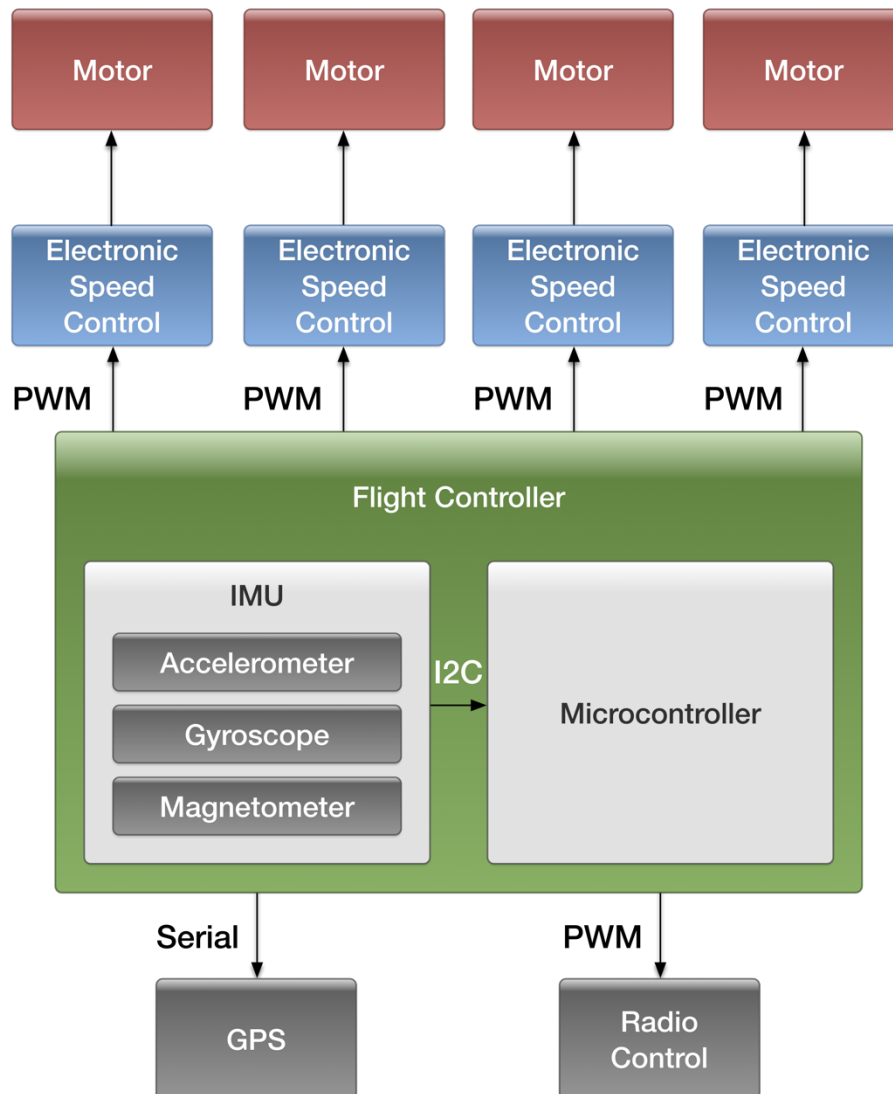 Motor
Motor
Motor
Motor
Electronic
Speed
Control
Electronic
Speed
Control
Electronic
Speed
Control
Electronic
Speed
Control
PWM
PWM
PWM
PWM
Flight Controller
IMU
Accelerometer
Gyroscope
Magnetometer
I2C
Microcontroller
Serial
PWM
GPS
Radio
Control